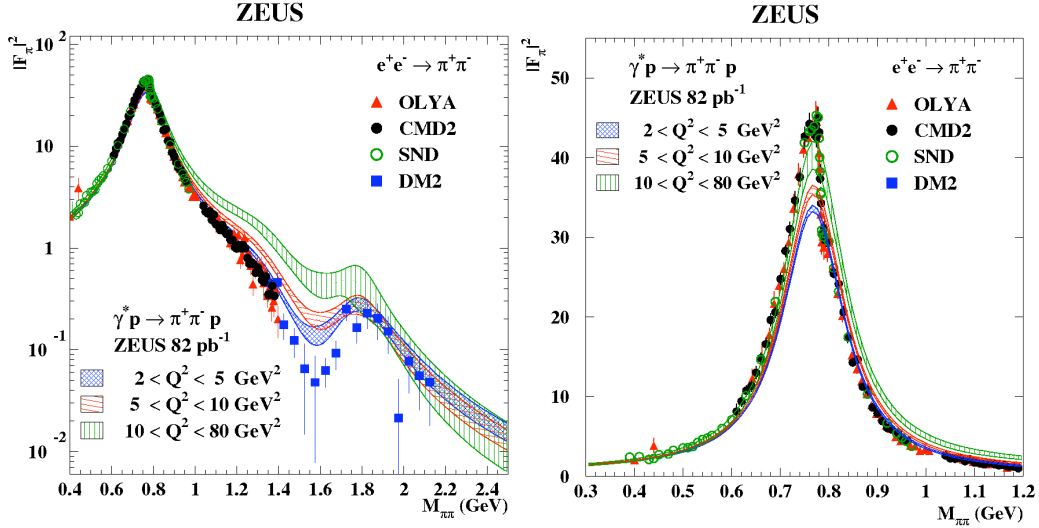 ZEUS
|Fπ|²
10²
10
1
10⁻¹
10⁻²
e⁺e⁻ → π⁺π⁻
OLYA
CMD2
SND
DM2
γ*p → π⁺π⁻ p
ZEUS 82 pb⁻¹
2 < Q² < 5 GeV²
5 < Q² < 10 GeV²
10 < Q² < 80 GeV²
0.4 0.6 0.8 1 1.2 1.4 1.6 1.8 2 2.2 2.4
Mππ (GeV)
ZEUS
|Fπ|²
50
40
30
20
10
0
γ*p → π⁺π⁻ p
ZEUS 82 pb⁻¹
2 < Q² < 5 GeV²
5 < Q² < 10 GeV²
10 < Q² < 80 GeV²
e⁺e⁻ → π⁺π⁻
OLYA
CMD2
SND
DM2
0.3 0.4 0.5 0.6 0.7 0.8 0.9 1 1.1 1.2
Mππ (GeV)